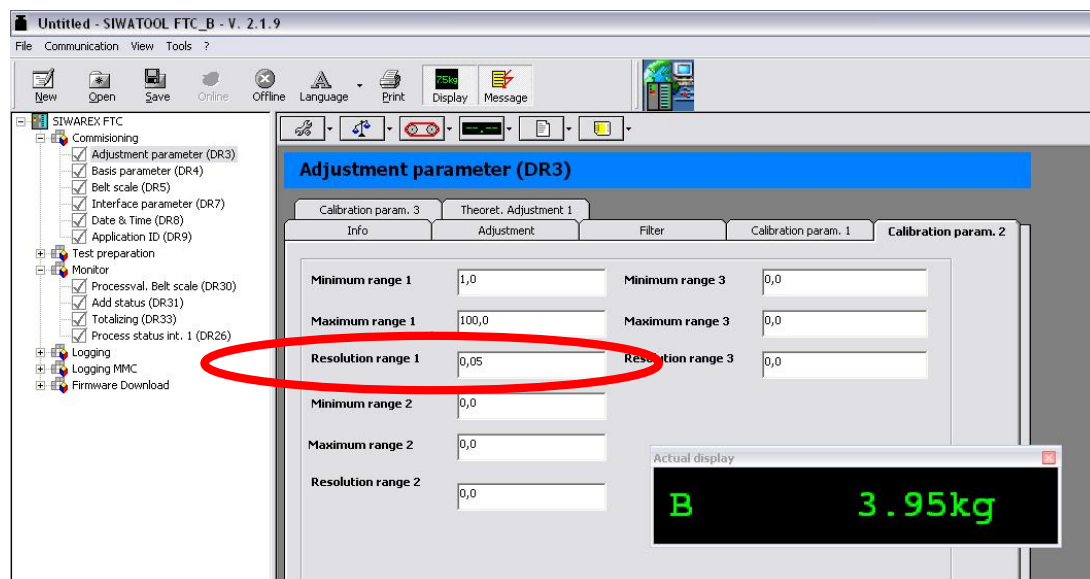 Untitled - SIWATOOL FTC_B - V. 2.1.9
File Communication View Tools ?
New Open Save Online Offline Language Print Display Message
7.5kg
SIWAREX FTC
Commisioning
Adjustment parameter (DR3)
Basis parameter (DR4)
Belt scale (DR5)
Interface parameter (DR7)
Date & Time (DR8)
Application ID (DR9)
Test preparation
Monitor
Processval. Belt scale (DR30)
Add status (DR31)
Totalizing (DR33)
Process status int. 1 (DR26)
Logging
Logging MMC
Firmware Download
Adjustment parameter (DR3)
Calibration param. 3 Theoret. Adjustment 1
Info Adjustment Filter Calibration param. 1 Calibration param. 2
Minimum range 1 1,0 Minimum range 3 0,0
Maximum range 1 100,0 Maximum range 3 0,0
Resolution range 1 0,05 Resolution range 3 0,0
Minimum range 2 0,0
Maximum range 2 0,0
Resolution range 2 0,0
Actual display
B 3.95kg